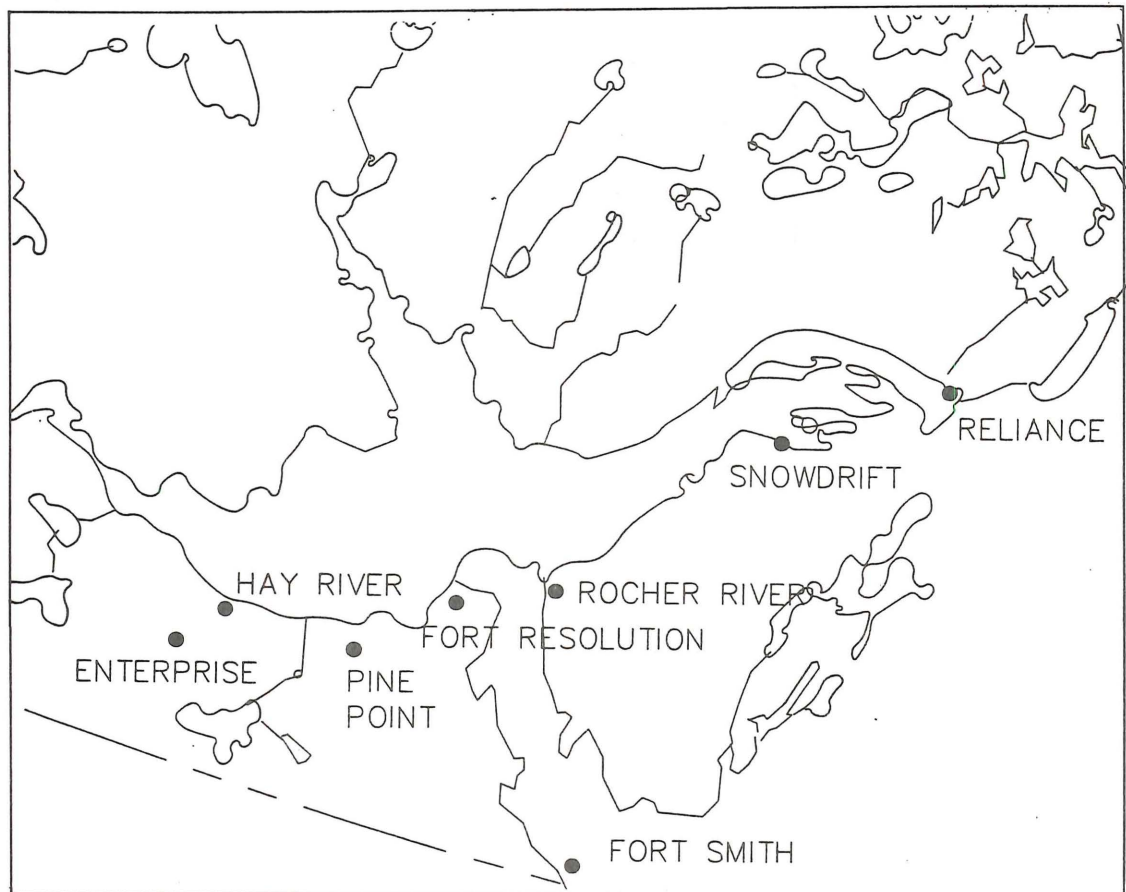 RELIANCE
SNOWDRIFT
HAY RIVER
ROCHER RIVER
FORT RESOLUTION
ENTERPRISE
PINE
POINT
FORT SMITH